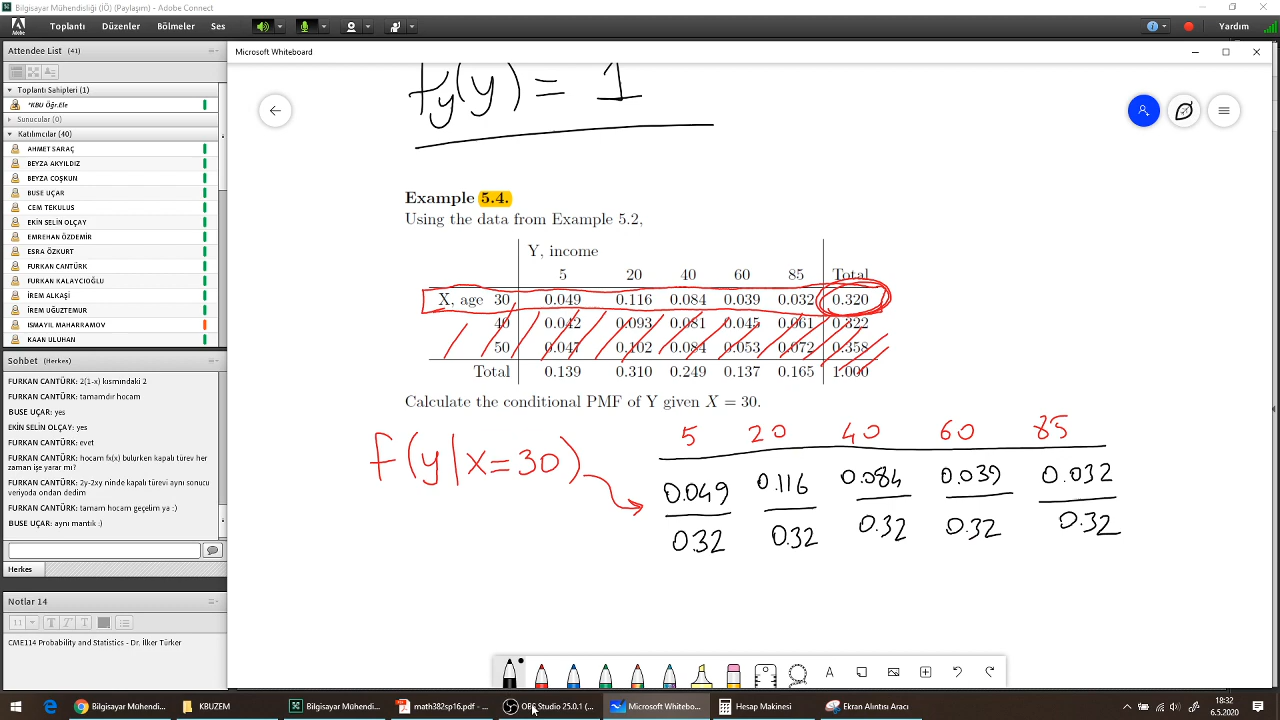 Bilgisayar Mühendisliği (İÖ) (Misafir) - Adobe Connect
Toplantı Düzenler Bölmeler Ses Yardım
Adobe
Attendee List (41)
Toplantı Sahipleri (1)
*KBU Öğr.Ele
Sunucular (0)
Katılımcılar (40)
AHMET SARAÇ
BEYZA AKYILDIZ
BEYZA COŞKUN
BUSE UÇAR
CEM TEKULUS
EKİN SELİN OLÇAY
EMREHAN ÖZDEMİR
ESRA ÖZKURT
FURKAN CANTÜRK
FURKAN KALAYCIOĞLU
İREM ALKAŞİ
İREM UĞUZTEMUR
ISMAYIL MAHARRAMOV
KAAN ULUHAN
Sohbet (Herkes)
FURKAN CANTÜRK: 2(1-x) kısmındaki 2
FURKAN CANTÜRK: tamamdır hocam
BUSE UÇAR: yes
EKİN SELİN OLÇAY: yes
FURKAN CANTÜRK: evet
FURKAN CANTÜRK: hocam fx(x) bulurken kapalı türev her
zaman işe yarar mı?
FURKAN CANTÜRK: 2y-2xy ninde kapalı türevi aynı sonucu
veriyoda ondan dedim
FURKAN CANTÜRK: tamam hocam geçelim ya :)
BUSE UÇAR: aynı mantık :)
Herkes
Notlar 14
11
CME114 Probability and Statistics - Dr. İlker Türker
Microsoft Whiteboard
fy(y) = 1
Example 5.4.
Using the data from Example 5.2,
Y, income
5 20 40 60 85 Total
X, age 30 0.049 0.116 0.084 0.039 0.032 0.320
40 0.042 0.093 0.081 0.045 0.061 0.322
50 0.047 0.102 0.084 0.053 0.072 0.358
Total 0.139 0.310 0.249 0.137 0.165 1.000
Calculate the conditional PMF of Y given X = 30.
5 20 40 60 85
f(y|x=30)
0.049 0.116 0.084 0.039 0.032
0.32 0.32 0.32 0.32 0.32
A
Bilgisayar Mühendisli... KBUZEM Bilgisayar Mühendisl... math382sp16.pdf - ... OBS Studio 25.0.1 (... Microsoft Whiteboa... Hesap Makinesi Ekran Alıntısı Aracı
18:32
6.5.2020